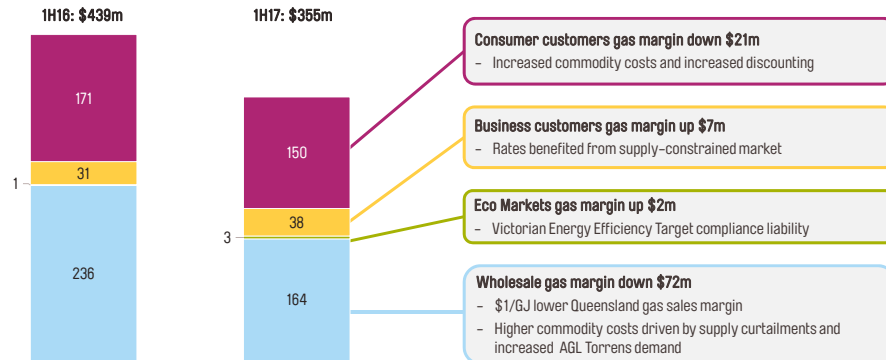 1H16: $439m
171
31
1
236
1H17: $355m
150
38
3
164
Consumer customers gas margin down $21m
– Increased commodity costs and increased discounting
Business customers gas margin up $7m
– Rates benefited from supply-constrained market
Eco Markets gas margin up $2m
– Victorian Energy Efficiency Target compliance liability
Wholesale gas margin down $72m
– $1/GJ lower Queensland gas sales margin
– Higher commodity costs driven by supply curtailments and
increased AGL Torrens demand